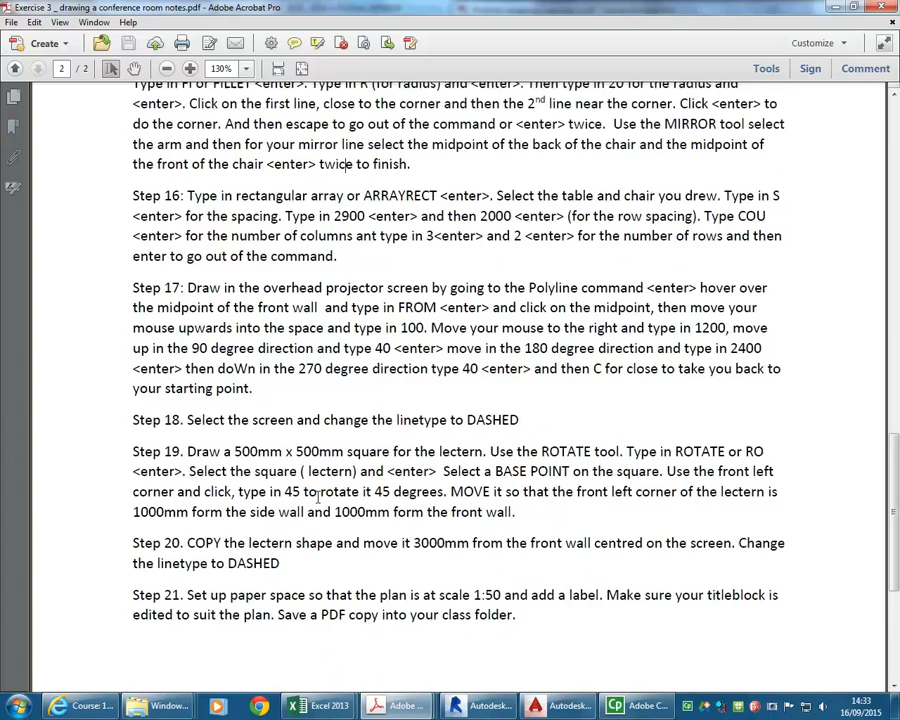 Exercise 3 _ drawing a conference room notes.pdf - Adobe Acrobat Pro
File Edit View Window Help
Create Customize
2 / 2 130% Tools Sign Comment
Type in FI or FILLET <enter>. Type in R (for radius) and <enter>. Then type in 20 for the radius and
<enter>. Click on the first line, close to the corner and then the 2nd line near the corner. Click <enter> to
do the corner. And then escape to go out of the command or <enter> twice. Use the MIRROR tool select
the arm and then for your mirror line select the midpoint of the back of the chair and the midpoint of
the front of the chair <enter> twice to finish.
Step 16: Type in rectangular array or ARRAYRECT <enter>. Select the table and chair you drew. Type in S
<enter> for the spacing. Type in 2900 <enter> and then 2000 <enter> (for the row spacing). Type COU
<enter> for the number of columns ant type in 3<enter> and 2 <enter> for the number of rows and then
enter to go out of the command.
Step 17: Draw in the overhead projector screen by going to the Polyline command <enter> hover over
the midpoint of the front wall and type in FROM <enter> and click on the midpoint, then move your
mouse upwards into the space and type in 100. Move your mouse to the right and type in 1200, move
up in the 90 degree direction and type 40 <enter> move in the 180 degree direction and type in 2400
<enter> then doWn in the 270 degree direction type 40 <enter> and then C for close to take you back to
your starting point.
Step 18. Select the screen and change the linetype to DASHED
Step 19. Draw a 500mm x 500mm square for the lectern. Use the ROTATE tool. Type in ROTATE or RO
<enter>. Select the square ( lectern) and <enter> Select a BASE POINT on the square. Use the front left
corner and click, type in 45 to rotate it 45 degrees. MOVE it so that the front left corner of the lectern is
1000mm form the side wall and 1000mm form the front wall.
Step 20. COPY the lectern shape and move it 3000mm from the front wall centred on the screen. Change
the linetype to DASHED
Step 21. Set up paper space so that the plan is at scale 1:50 and add a label. Make sure your titleblock is
edited to suit the plan. Save a PDF copy into your class folder.
Course: 1... Window... Excel 2013 Adobe ... Autodesk... Autodesk... Adobe C...
14:33
16/09/2015